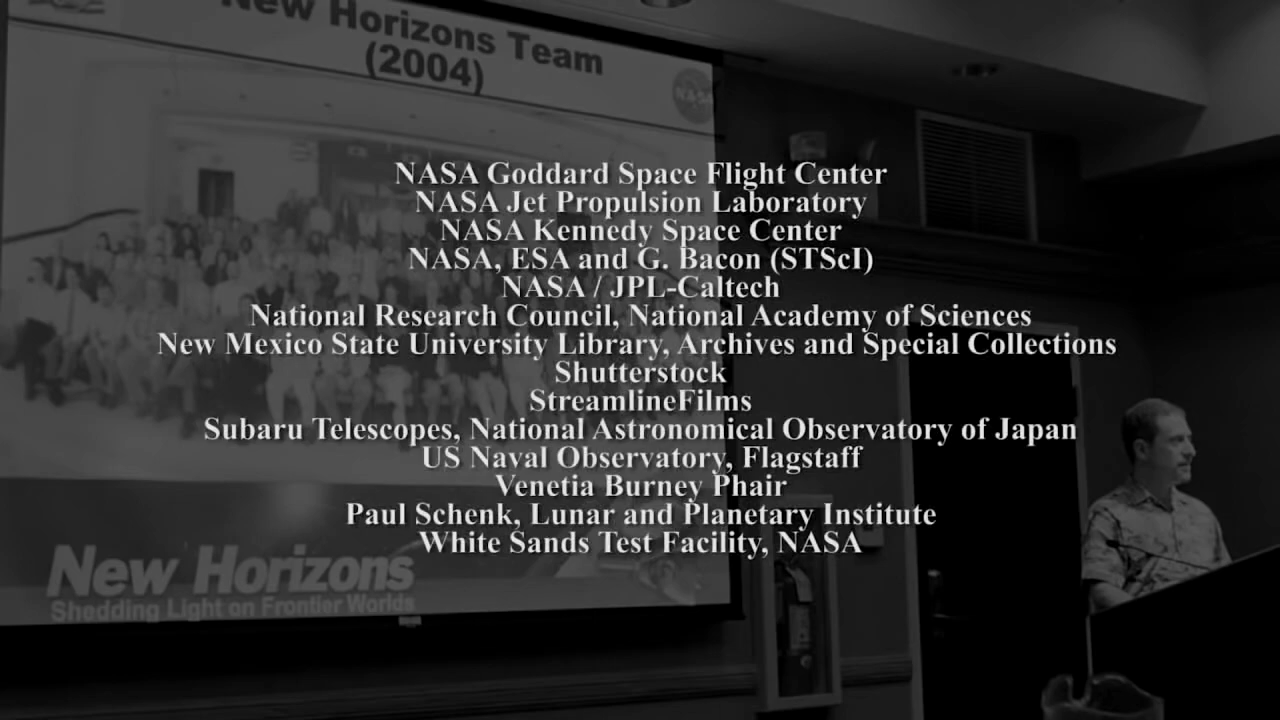 New Horizons Team
(2004)
NASA
NASA Goddard Space Flight Center
NASA Jet Propulsion Laboratory
NASA Kennedy Space Center
NASA, ESA and G. Bacon (STScI)
NASA / JPL-Caltech
National Research Council, National Academy of Sciences
New Mexico State University Library, Archives and Special Collections
Shutterstock
StreamlineFilms
Subaru Telescopes, National Astronomical Observatory of Japan
US Naval Observatory, Flagstaff
Venetia Burney Phair
Paul Schenk, Lunar and Planetary Institute
White Sands Test Facility, NASA
New Horizons
Shedding Light on Frontier Worlds